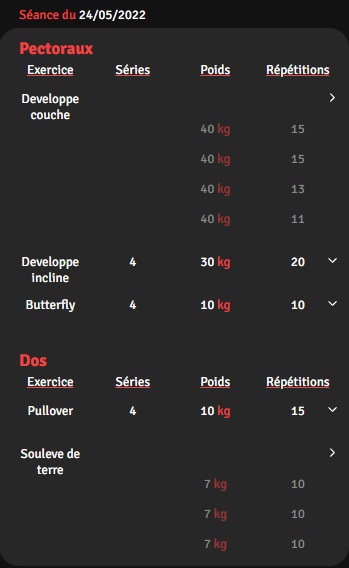 Séance du 24/05/2022
Pectoraux
Exercice Séries Poids Répétitions
Developpe
couche
40 kg 15
40 kg 15
40 kg 13
40 kg 11
Developpe 4 30 kg 20
incline
Butterfly 4 10 kg 10
Dos
Exercice Séries Poids Répétitions
Pullover 4 10 kg 15
Souleve de
terre
7 kg 10
7 kg 10
7 kg 10